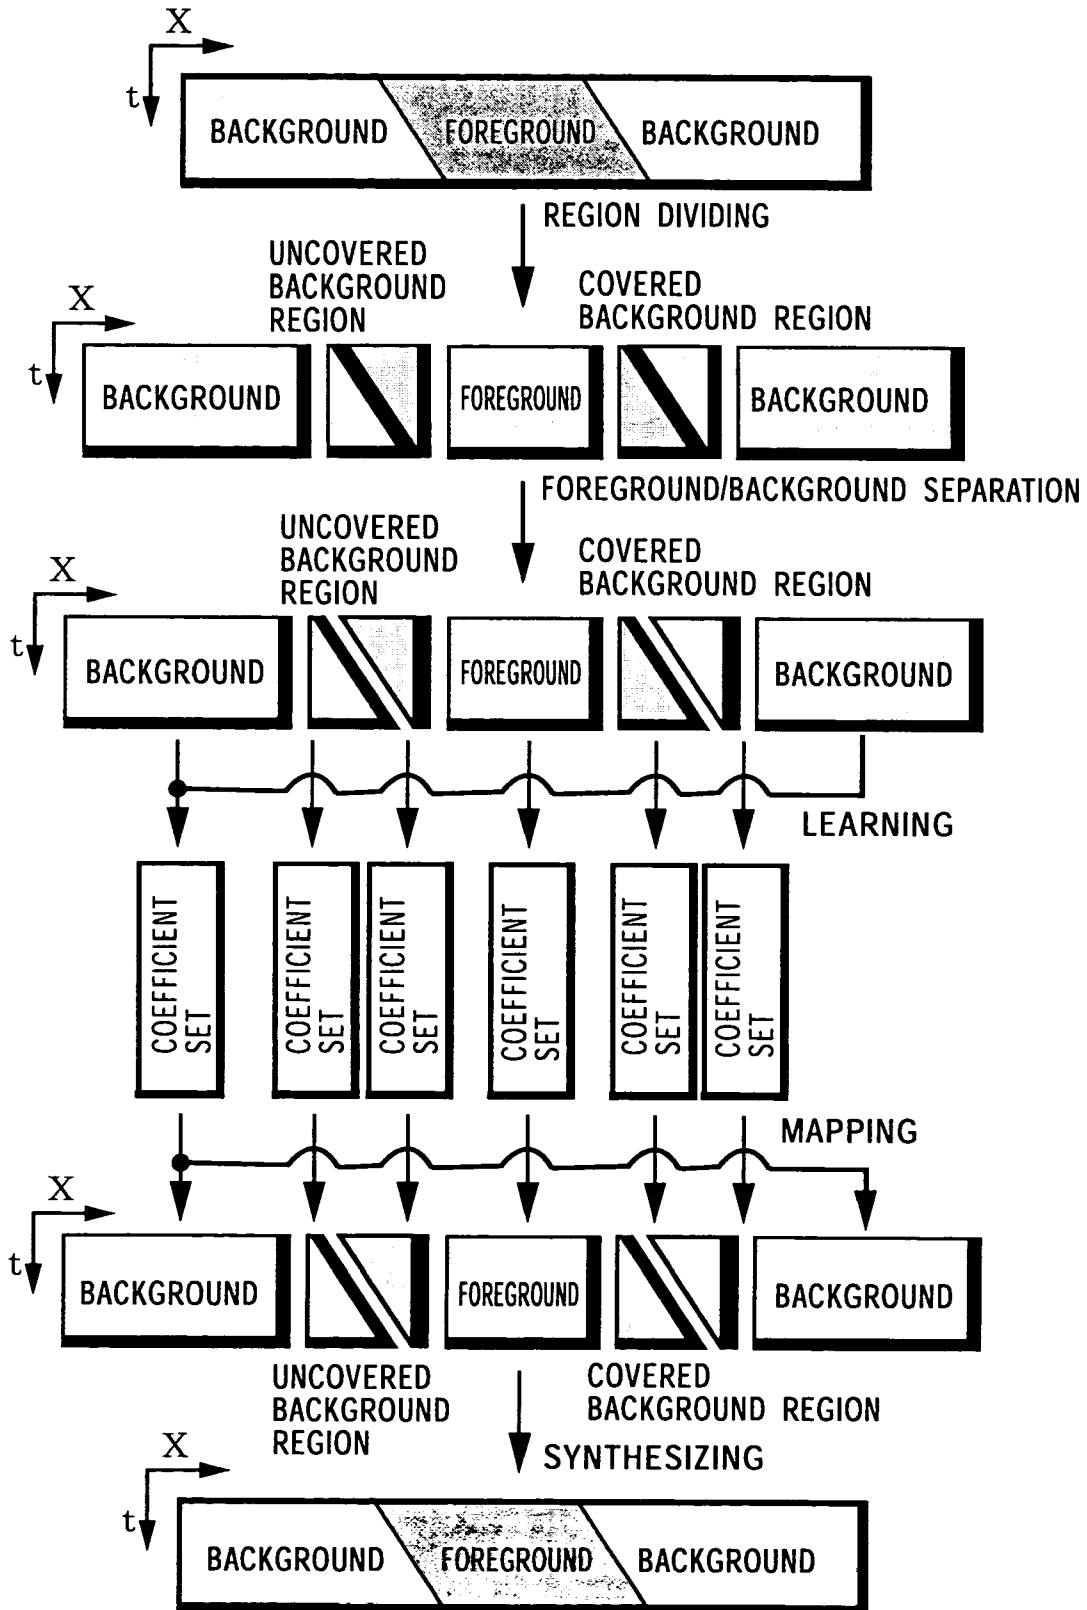 X
t
BACKGROUND FOREGROUND BACKGROUND
REGION DIVIDING
UNCOVERED
BACKGROUND
REGION
COVERED
BACKGROUND REGION
X
t
BACKGROUND FOREGROUND BACKGROUND
FOREGROUND/BACKGROUND SEPARATION
UNCOVERED
BACKGROUND
REGION
COVERED
BACKGROUND REGION
X
t
BACKGROUND FOREGROUND BACKGROUND
LEARNING
COEFFICIENT
SET
COEFFICIENT
SET
COEFFICIENT
SET
COEFFICIENT
SET
COEFFICIENT
SET
COEFFICIENT
SET
MAPPING
X
t
BACKGROUND FOREGROUND BACKGROUND
UNCOVERED
BACKGROUND
REGION
COVERED
BACKGROUND REGION
SYNTHESIZING
X
t
BACKGROUND FOREGROUND BACKGROUND